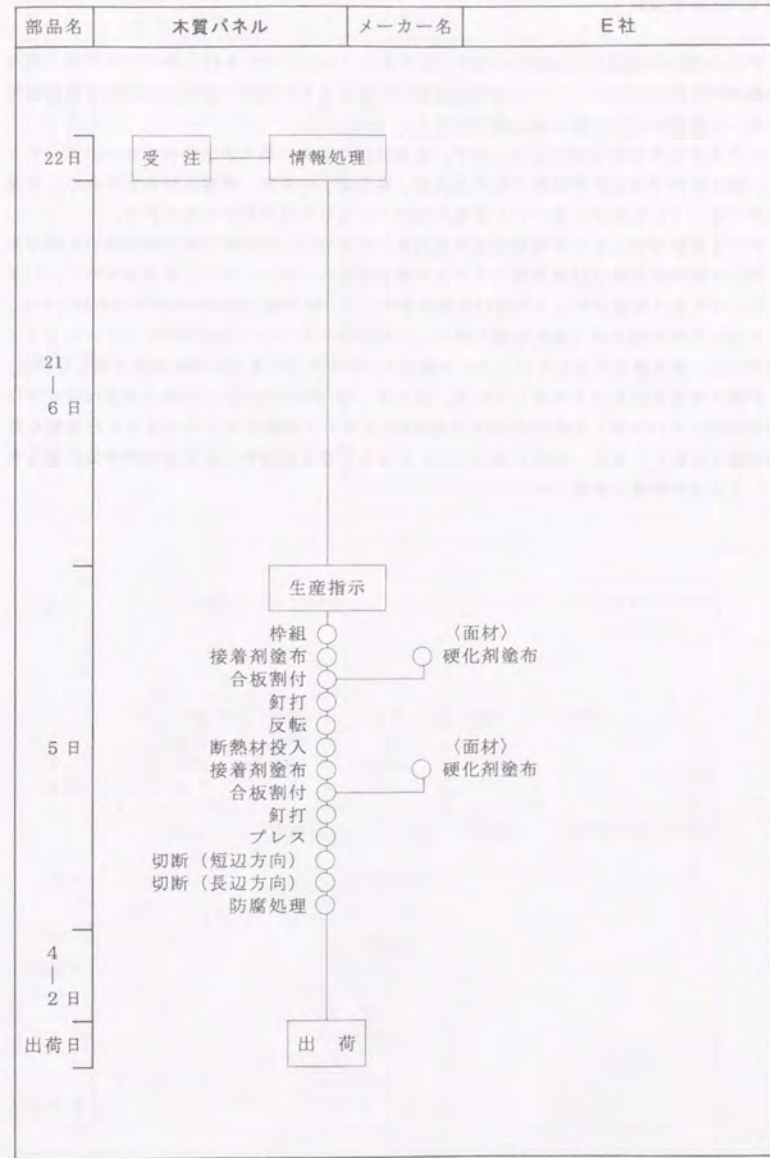 部品名 木質パネル メーカー名 E社
22日 受 注 情報処理
21
|
6 日
生産指示
枠組 〈面材〉
接着剤塗布 硬化剤塗布
合板割付
釘打
反転
5 日 断熱材投入 〈面材〉
接着剤塗布 硬化剤塗布
合板割付
釘打
プレス
切断（短辺方向）
切断（長辺方向）
防腐処理
4
|
2 日
出荷日 出 荷